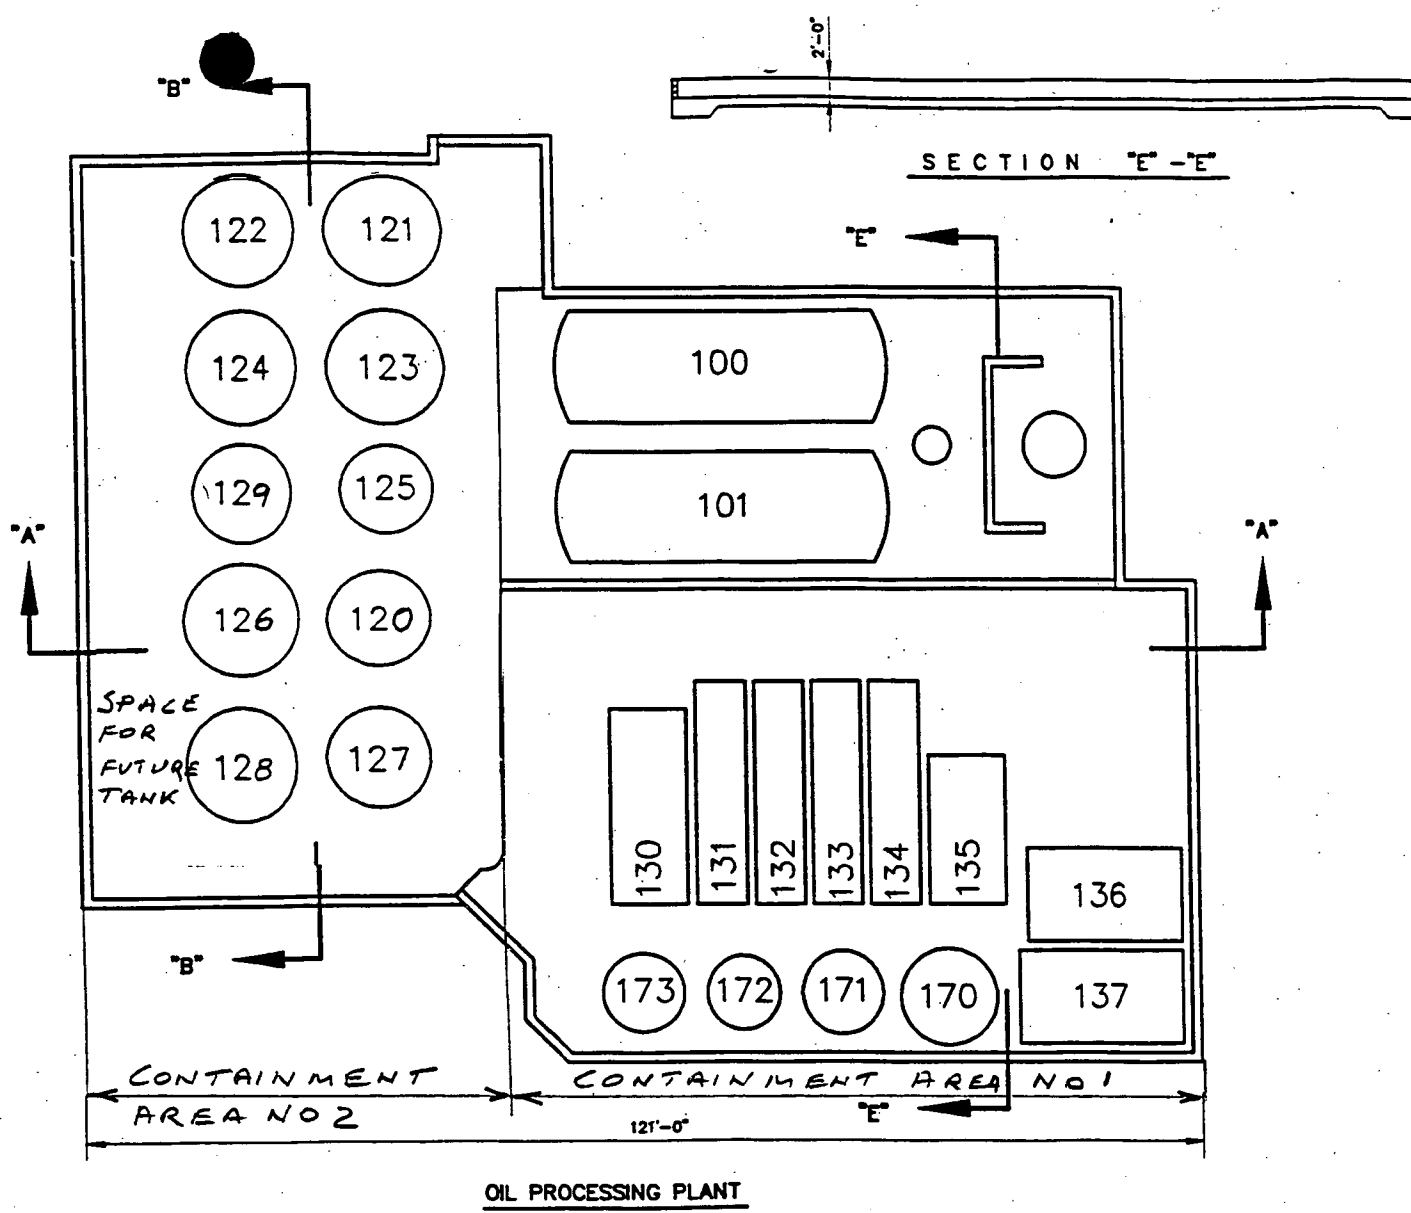 2'-0"
"B"
SECTION "E"-"E"
122 121
"E"
124 123 100
129 125 101
"A" "A"
126 120
SPACE
FOR
FUTURE
TANK
128 127
130 131 132 133 134 135
136
"B"
173 172 171 170 137
CONTAINMENT
AREA NO 2
CONTAINMENT AREA NO 1
"E"
121'-0"
OIL PROCESSING PLANT